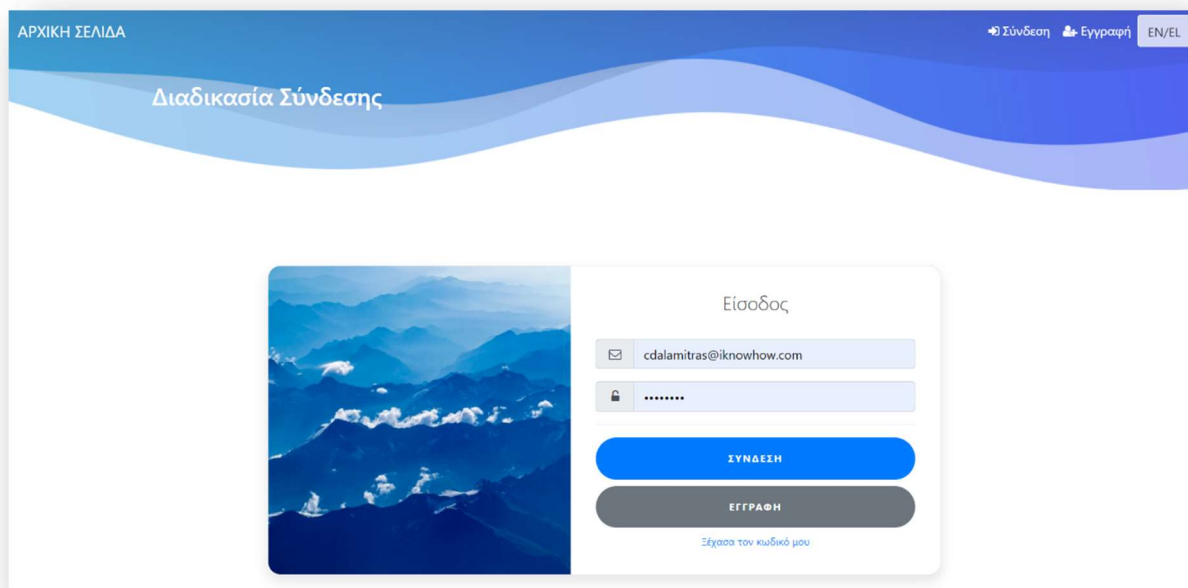 ΑΡΧΙΚΗ ΣΕΛΙΔΑ
Σύνδεση Εγγραφή EN/EL
Διαδικασία Σύνδεσης
Είσοδος
cdalamitras@iknowhow.com
••••••••
ΣΥΝΔΕΣΗ
ΕΓΓΡΑΦΗ
Ξέχασα τον κωδικό μου